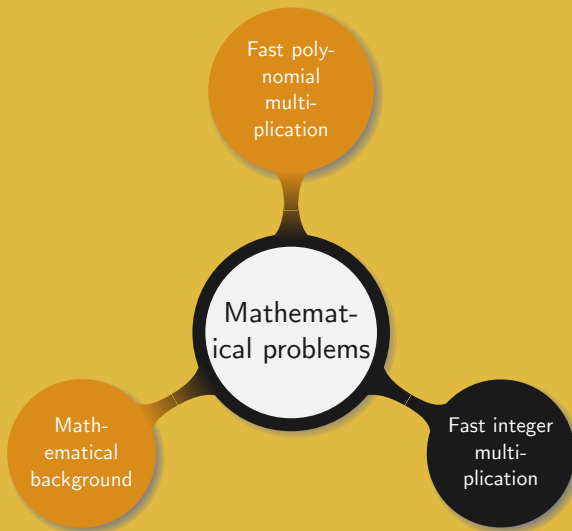 Fast poly-
nomial
multi-
plication
Mathemat-
ical problems
Math-
ematical
background
Fast integer
multi-
plication